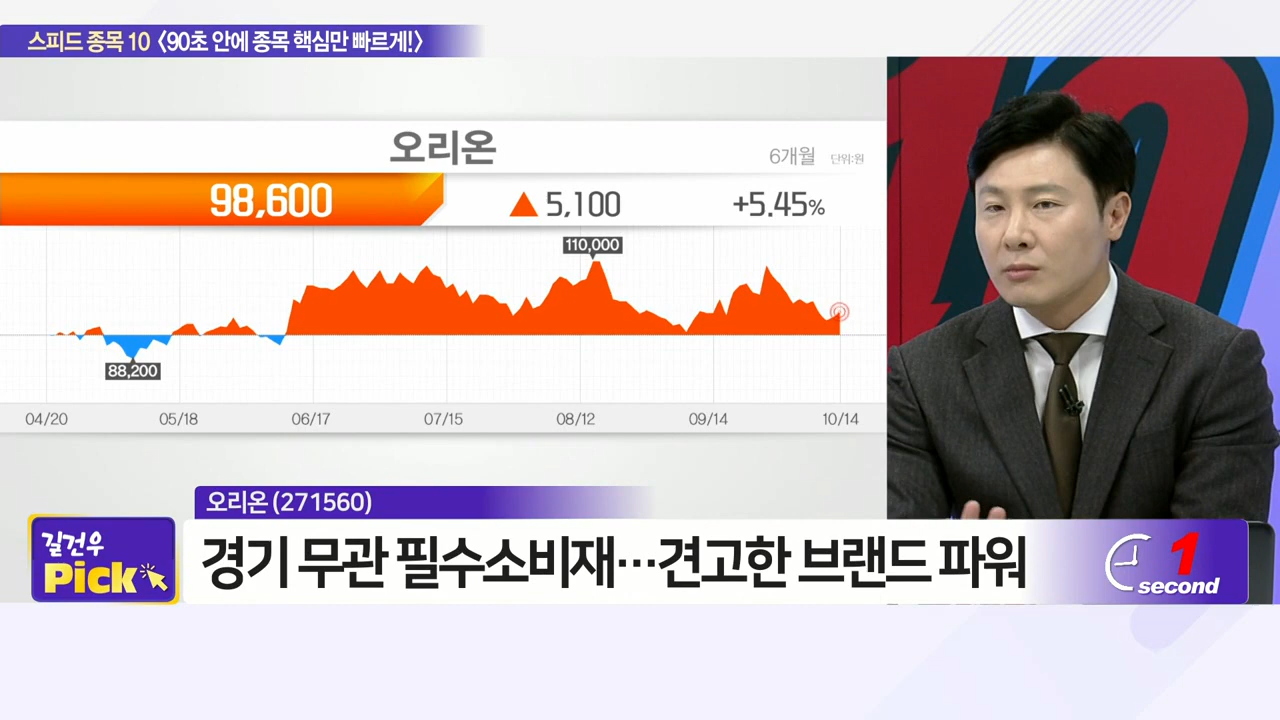 스피드 종목 10 〈90초 안에 종목 핵심만 빠르게!〉
오리온
6개월 단위:원
98,600 ▲ 5,100 +5.45%
110,000
88,200
04/20 05/18 06/17 07/15 08/12 09/14 10/14
오리온 (271560)
길건우
Pick
경기 무관 필수소비재…견고한 브랜드 파워
1
second